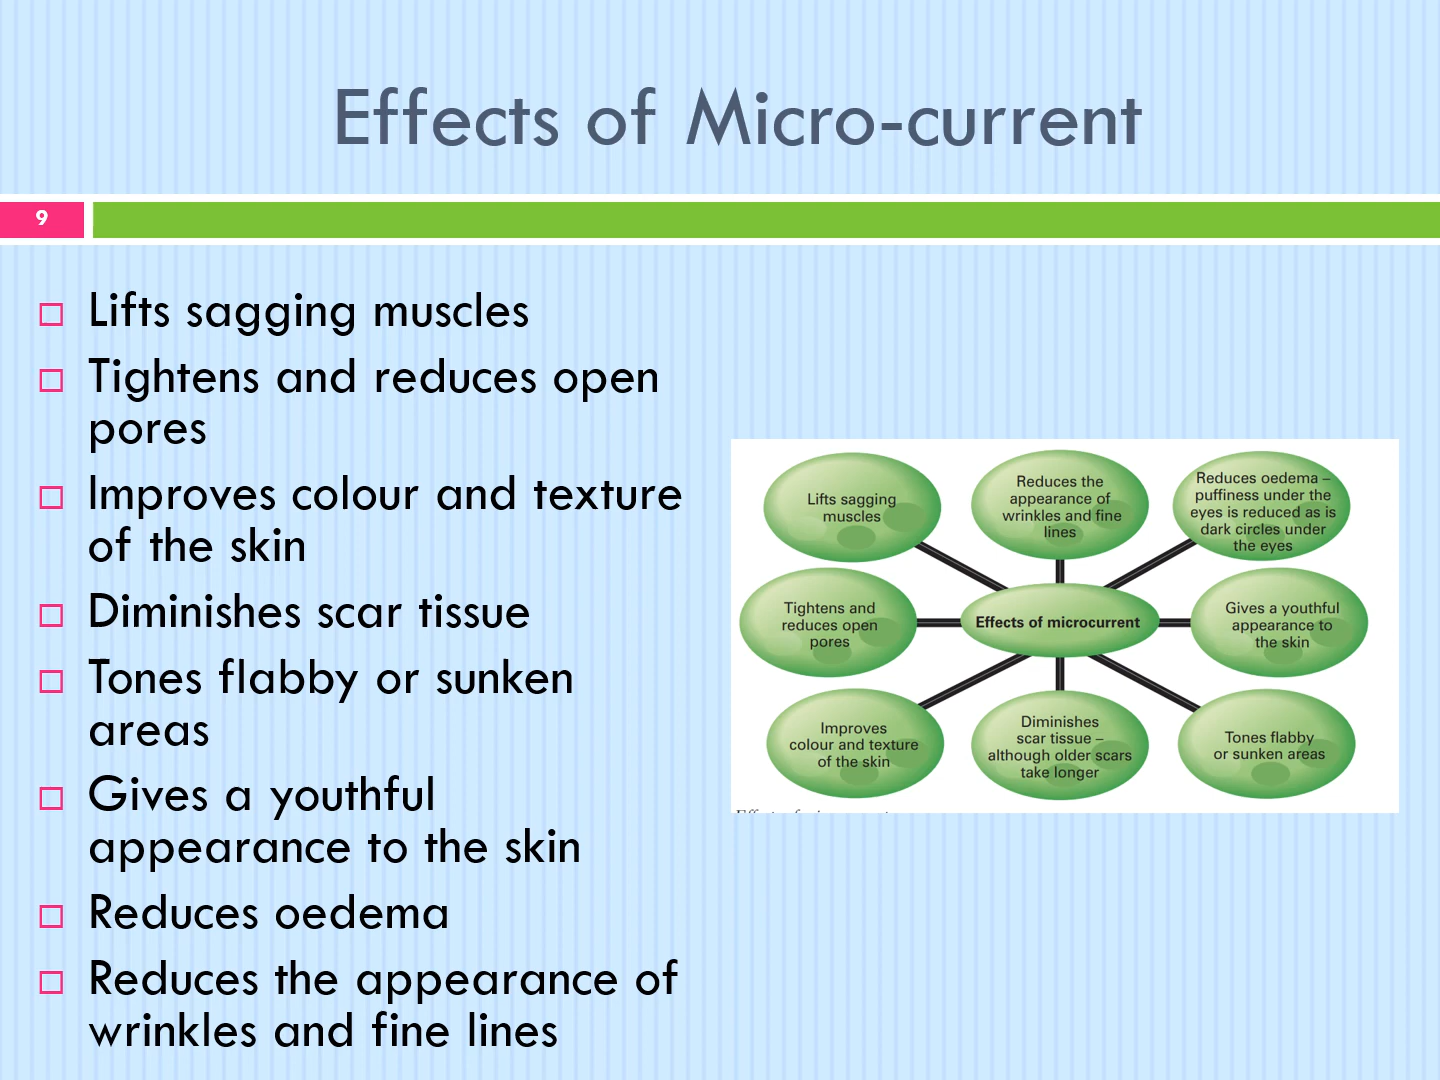 Effects of Micro-current
9
Lifts sagging muscles
Tightens and reduces open
pores
Improves colour and texture
of the skin
Diminishes scar tissue
Tones flabby or sunken
areas
Gives a youthful
appearance to the skin
Reduces oedema
Reduces the appearance of
wrinkles and fine lines
Lifts sagging
muscles
Reduces the
appearance of
wrinkles and fine
lines
Reduces oedema –
puffiness under the
eyes is reduced as is
dark circles under
the eyes
Tightens and
reduces open
pores
Effects of microcurrent
Gives a youthful
appearance to
the skin
Improves
colour and texture
of the skin
Diminishes
scar tissue –
although older scars
take longer
Tones flabby
or sunken areas